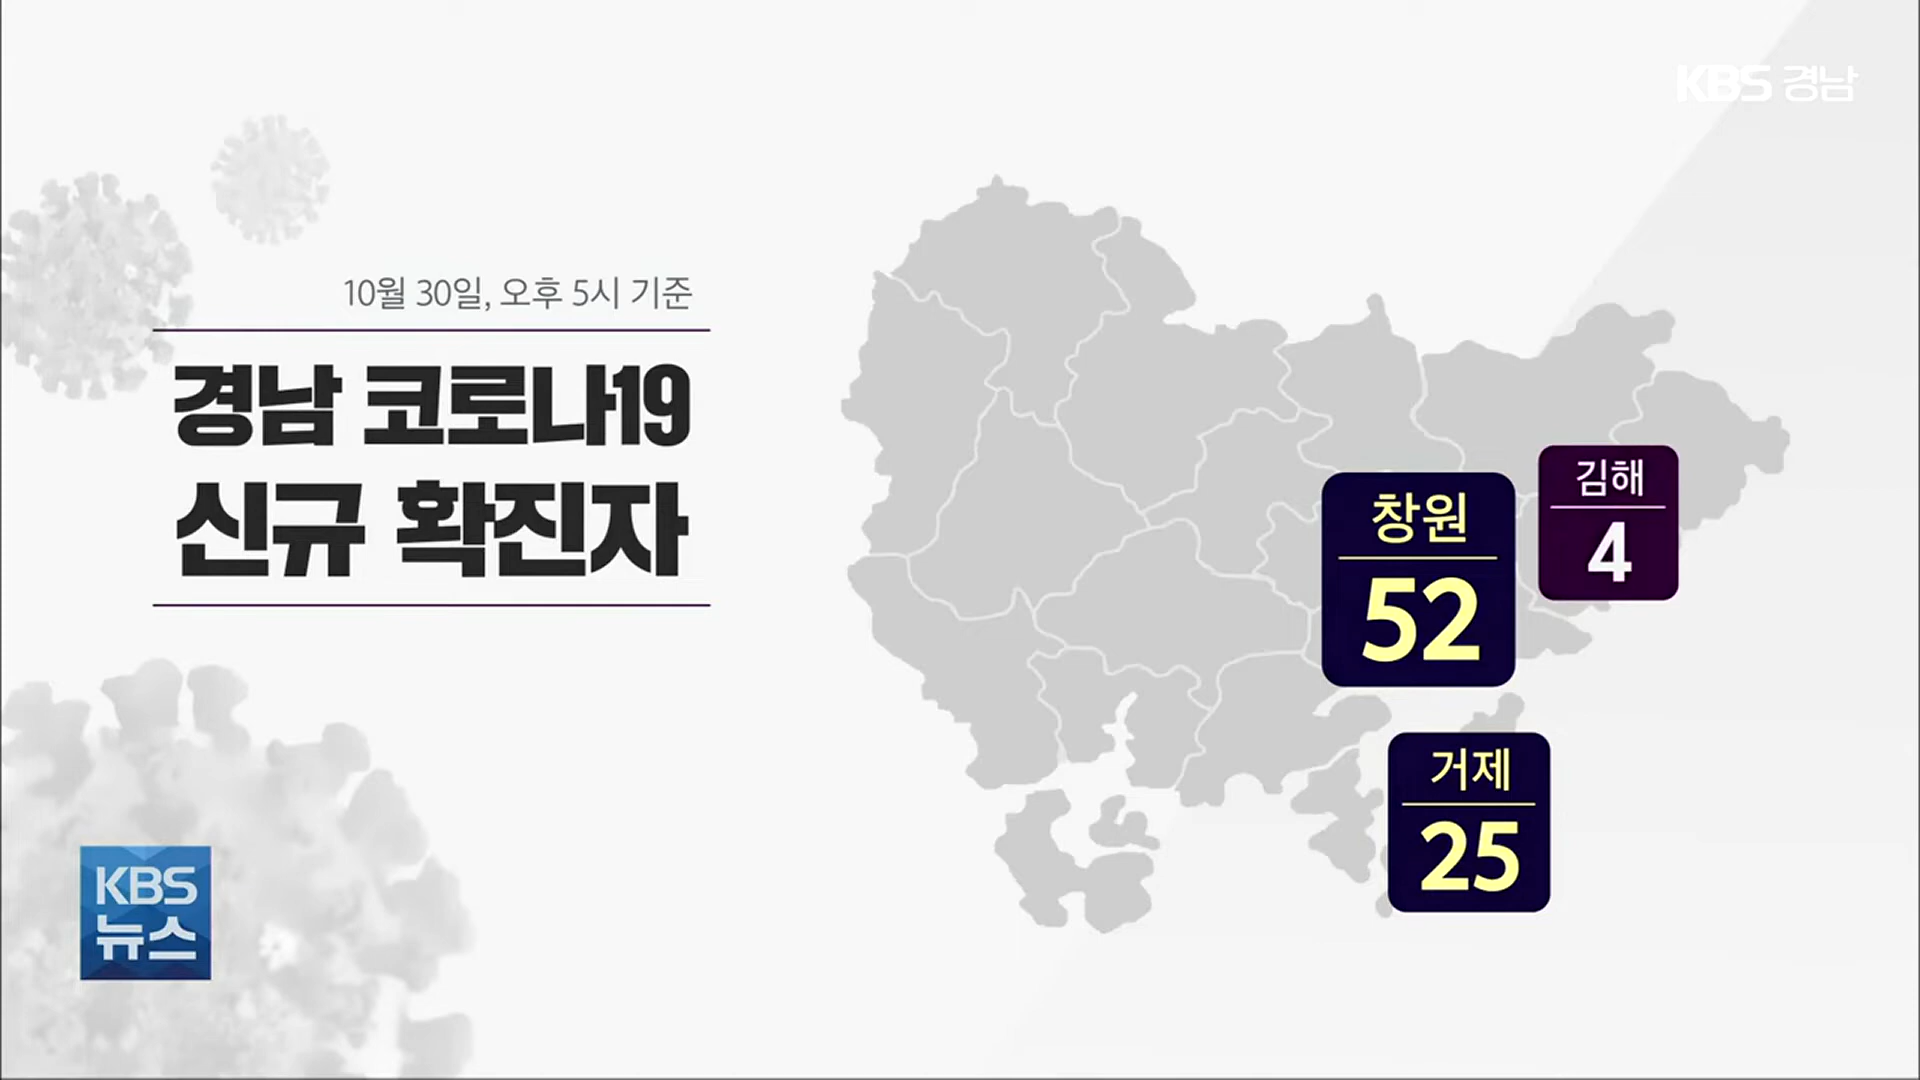 KBS 경남
10월 30일, 오후 5시 기준
경남 코로나19
신규 확진자
창원
52
김해
4
거제
25
KBS
뉴스